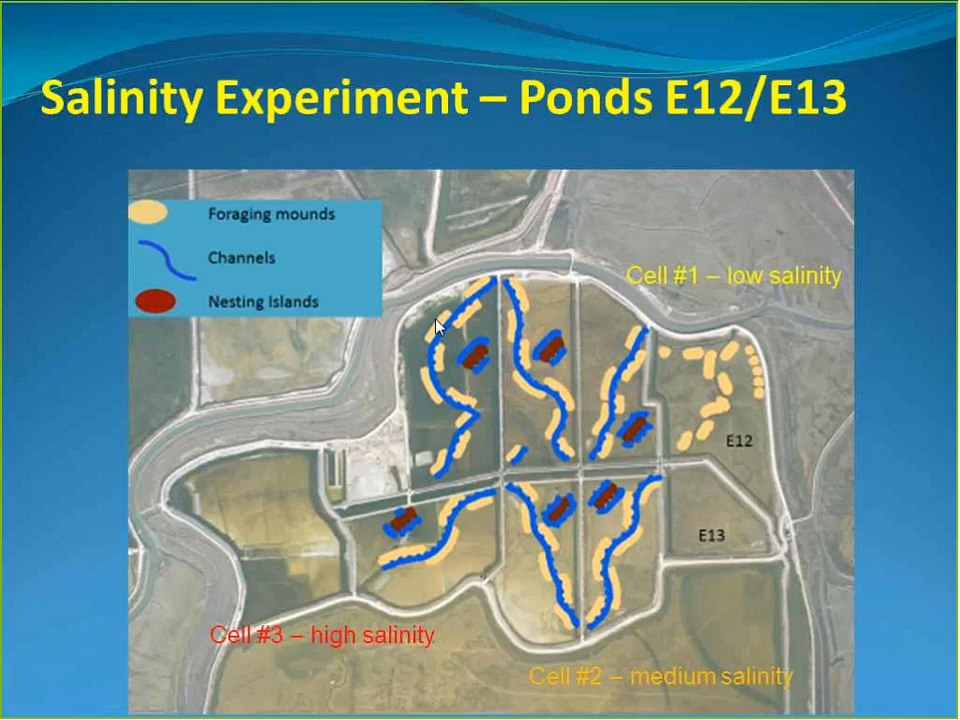 Salinity Experiment – Ponds E12/E13
Foraging mounds
Channels
Nesting Islands
Cell #1 – low salinity
E12
E13
Cell #3 – high salinity
Cell #2 – medium salinity